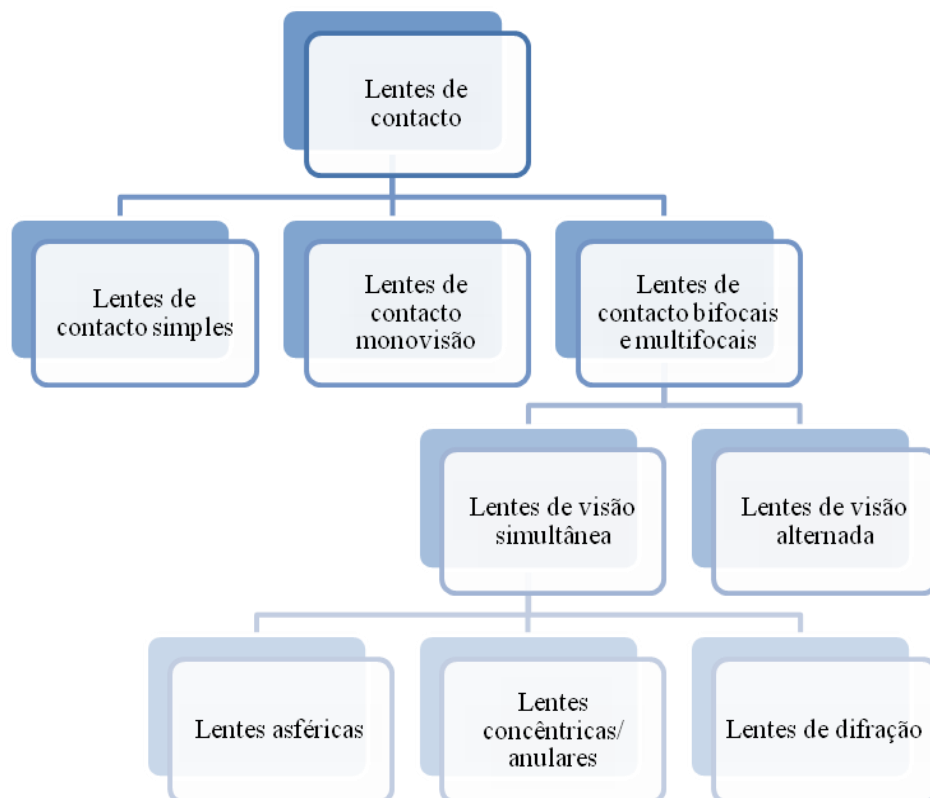 Lentes de
contacto
Lentes de
contacto simples
Lentes de
contacto
monovisão
Lentes de
contacto bifocais
e multifocais
Lentes de visão
simultânea
Lentes de visão
alternada
Lentes asféricas
Lentes
concêntricas/
anulares
Lentes de difração